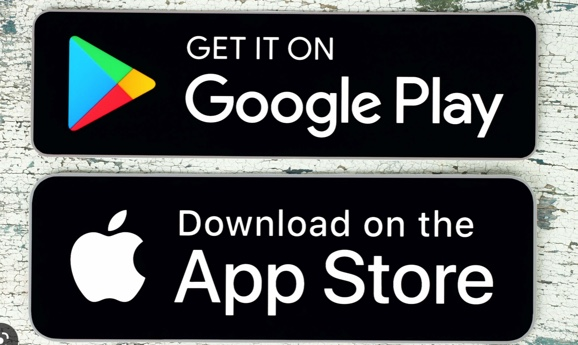 GET IT ON
Google Play
Download on the
App Store